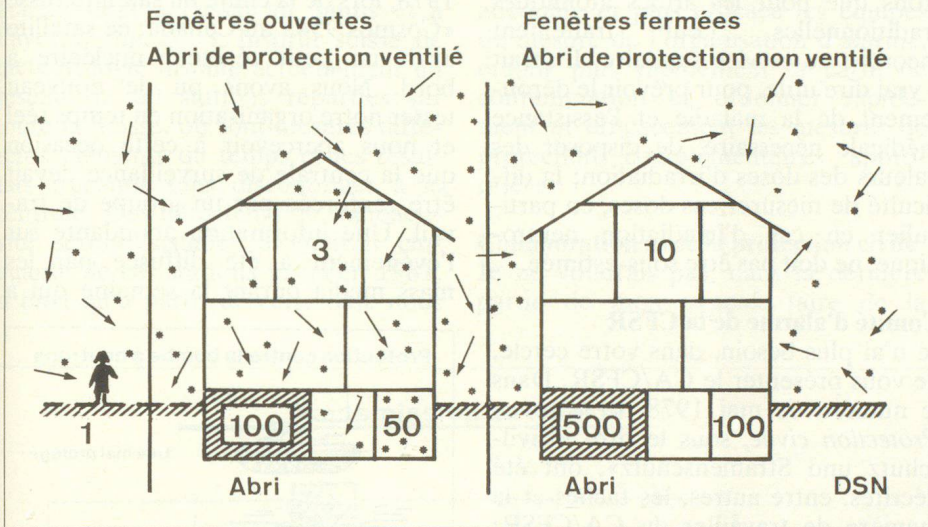 Fenêtres ouvertes
Abri de protection ventilé
Fenêtres fermées
Abri de protection non ventilé
3
10
1
100
50
500
100
Abri
Abri
DSN